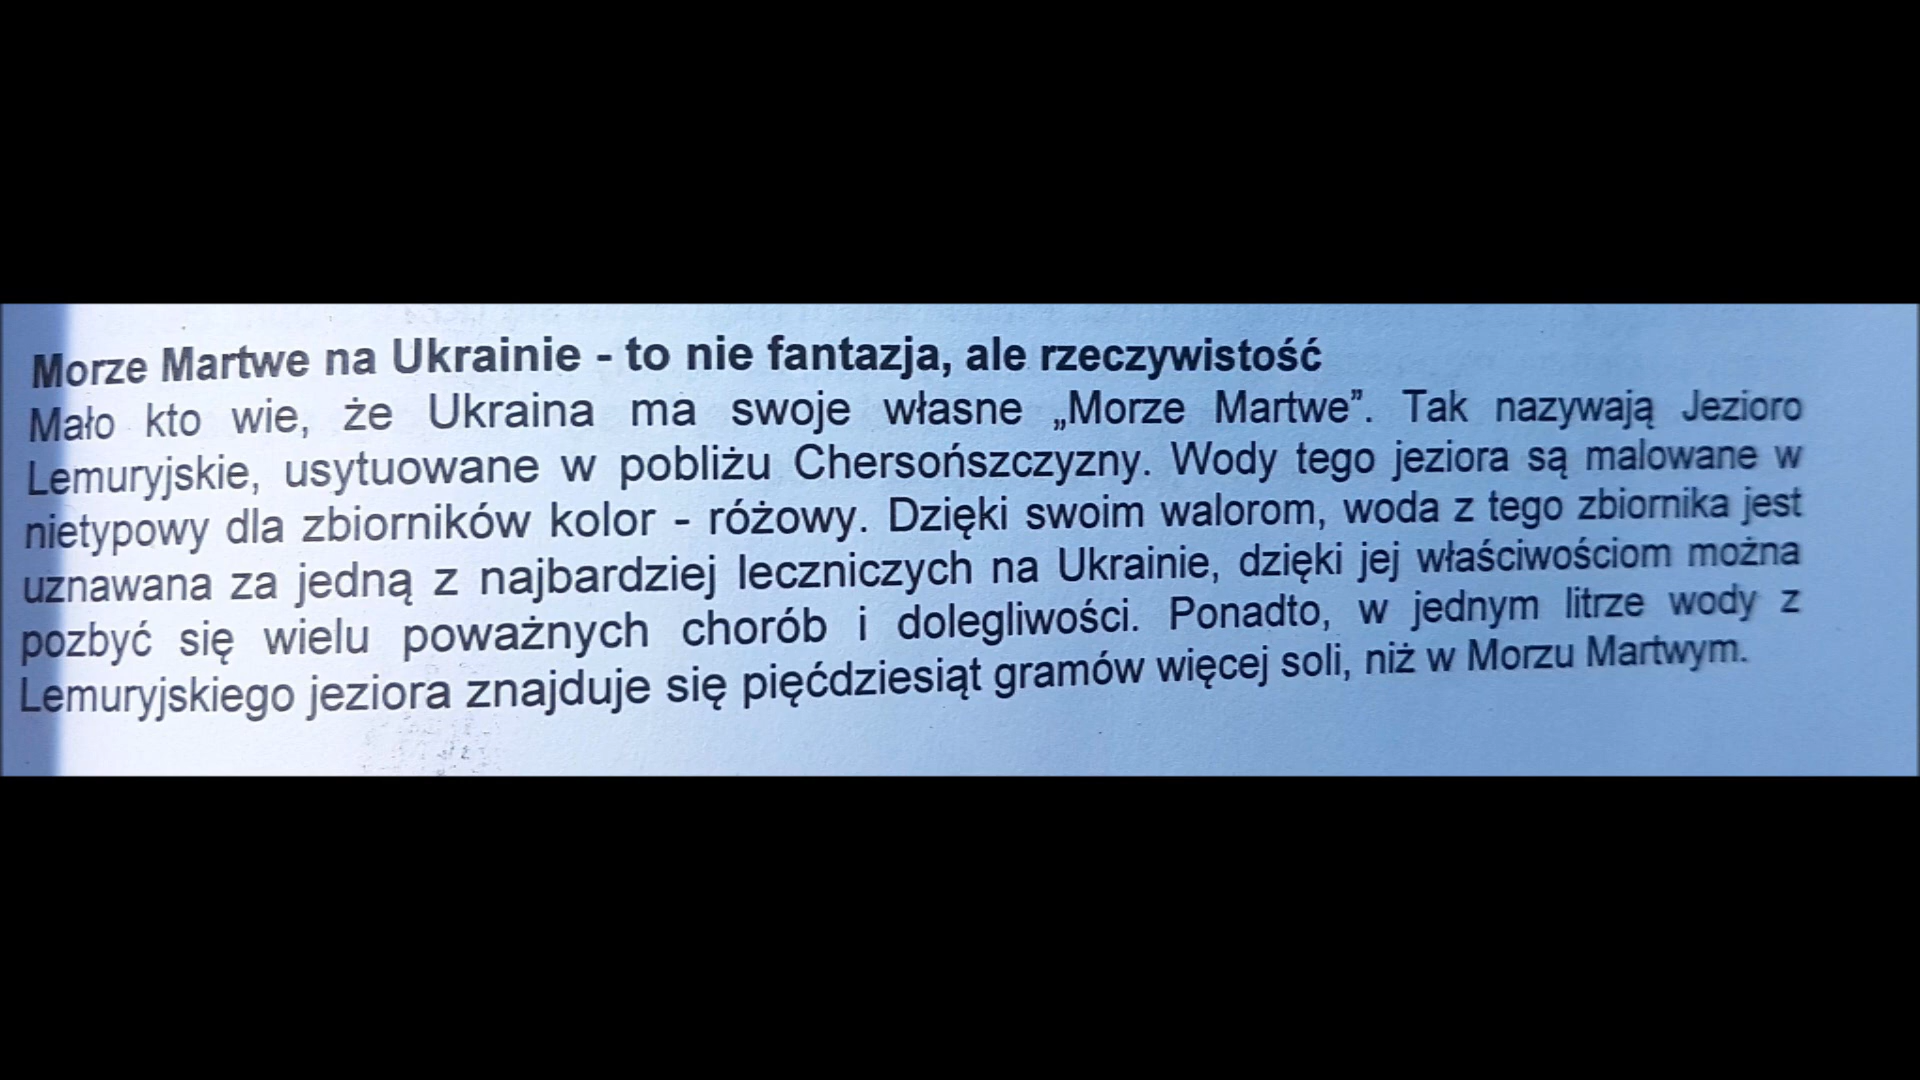 Morze Martwe na Ukrainie - to nie fantazja, ale rzeczywistość
Mało kto wie, że Ukraina ma swoje własne „Morze Martwe”. Tak nazywają Jezioro
Lemuryjskie, usytuowane w pobliżu Chersońszczyzny. Wody tego jeziora są malowane w
nietypowy dla zbiorników kolor - różowy. Dzięki swoim walorom, woda z tego zbiornika jest
uznawana za jedną z najbardziej leczniczych na Ukrainie, dzięki jej właściwościom można
pozbyć się wielu poważnych chorób i dolegliwości. Ponadto, w jednym litrze wody z
Lemuryjskiego jeziora znajduje się pięćdziesiąt gramów więcej soli, niż w Morzu Martwym.